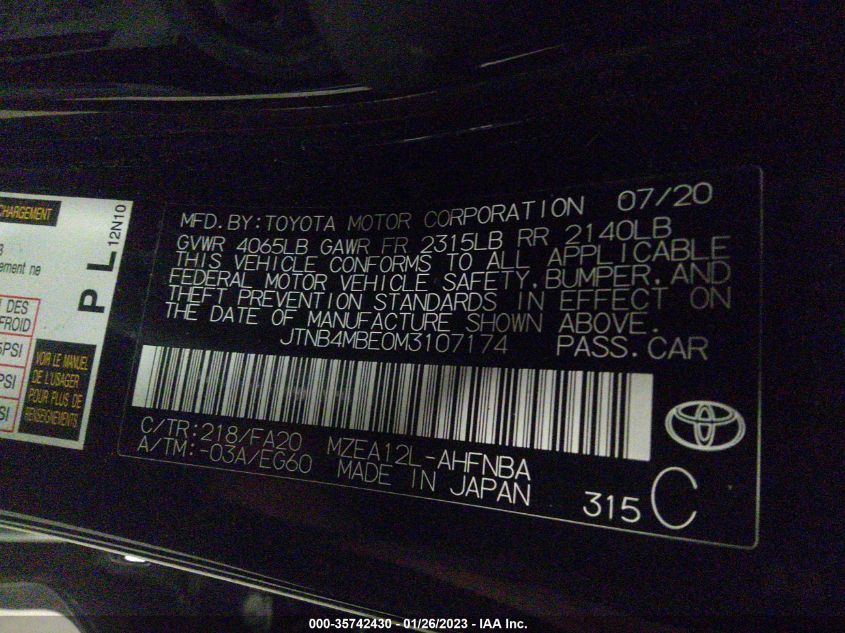 CHARGEMENT
ement ne
DES
FROID
PSI
PSI
SI
VOIR LE MANUEL
DE L'USAGER
POUR PLUS DE
RENSEIGNEMENTS
P L 12N10
MFD. BY: TOYOTA MOTOR CORPORATION 07/20
GVWR 4065LB GAWR FR 2315LB RR 2140LB
THIS VEHICLE CONFORMS TO ALL APPLICABLE
FEDERAL MOTOR VEHICLE SAFETY, BUMPER, AND
THEFT PREVENTION STANDARDS IN EFFECT ON
THE DATE OF MANUFACTURE SHOWN ABOVE.
JTNB4MBE0M3107174 PASS.CAR
C/TR:218/FA20 MZEA12L-AHFNBA
A/TM:-03A/EG60 MADE IN JAPAN 315 C
000-35742430 - 01/26/2023 - IAA Inc.